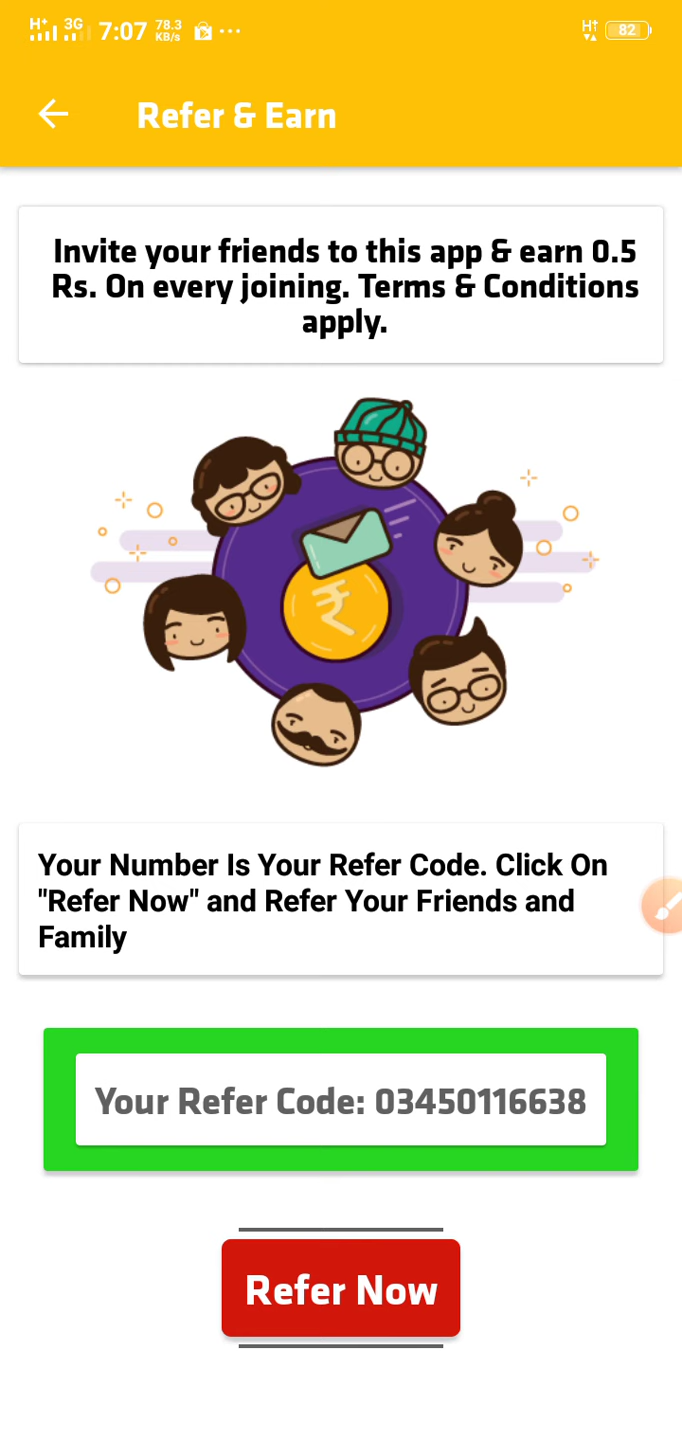 H+ 3G 7:07 78.3 KB/s ... H↑ 82
Refer & Earn
Invite your friends to this app & earn 0.5
Rs. On every joining. Terms & Conditions
apply.
₹
Your Number Is Your Refer Code. Click On
"Refer Now" and Refer Your Friends and
Family
Your Refer Code: 03450116638
Refer Now